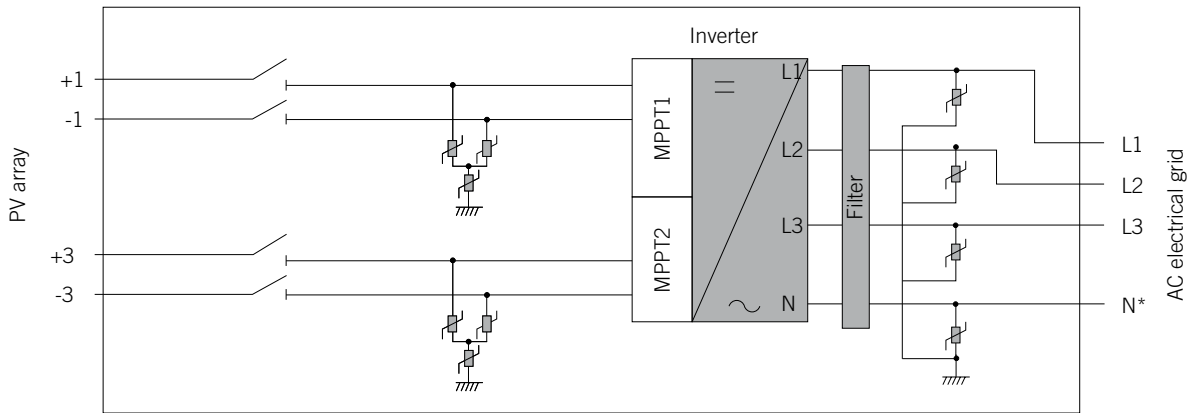 Inverter
PV array
+1
-1
+3
-3
MPPT1
MPPT2
L1
L2
L3
N
Filter
L1
L2
L3
N*
AC electrical grid